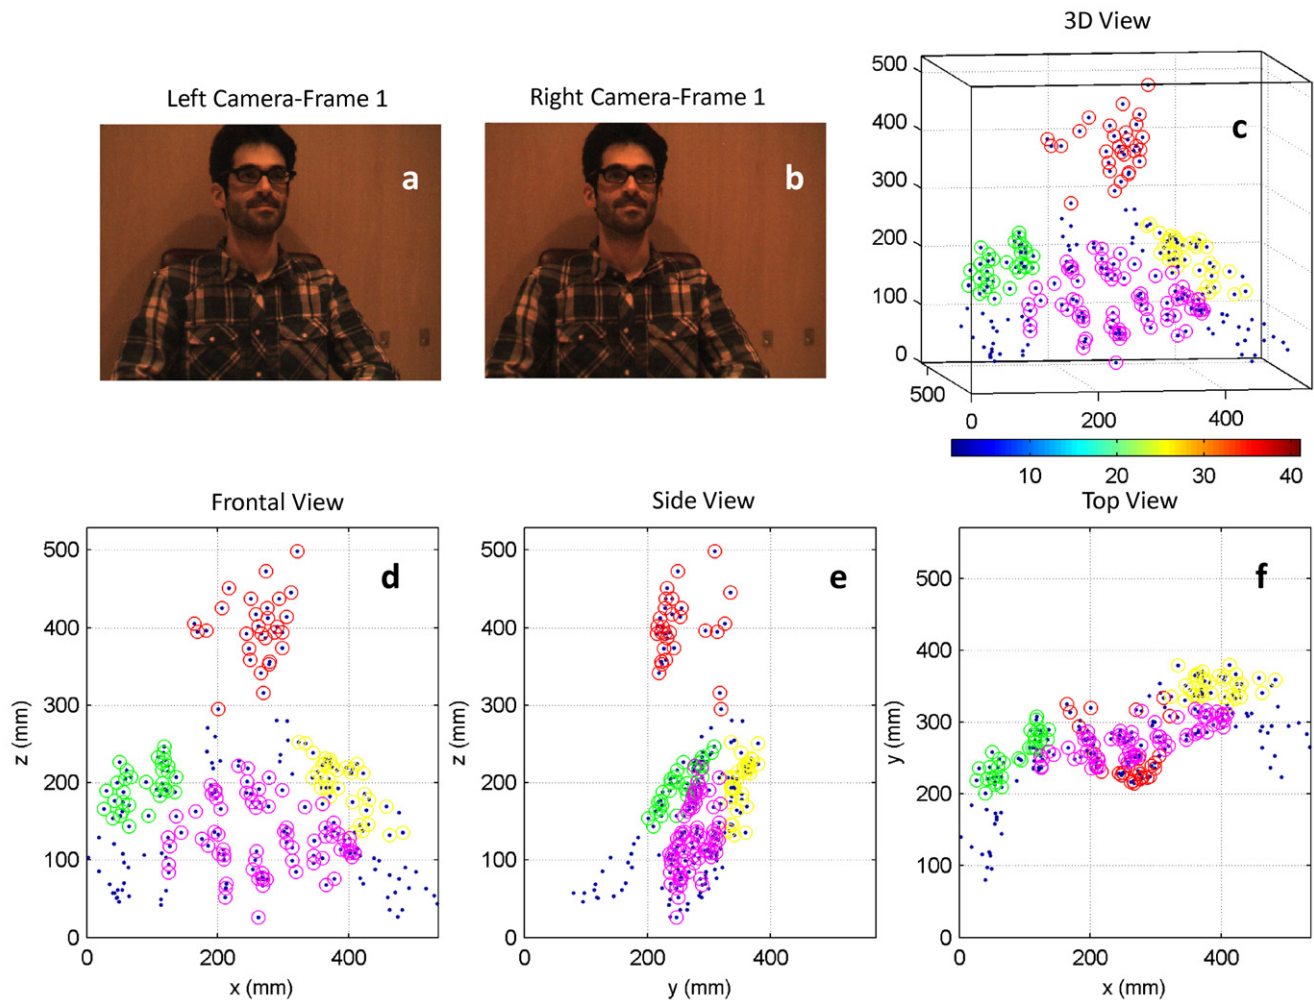 3D View
Left Camera-Frame 1
Right Camera-Frame 1
a
b
c
500
400
300
200
100
0
500
0
200
400
10
20
30
40
Frontal View
Side View
Top View
d
e
f
500
400
300
200
100
0
z (mm)
0
200
400
x (mm)
500
400
300
200
100
0
z (mm)
0
200
400
y (mm)
500
400
300
200
100
0
y (mm)
0
200
400
x (mm)